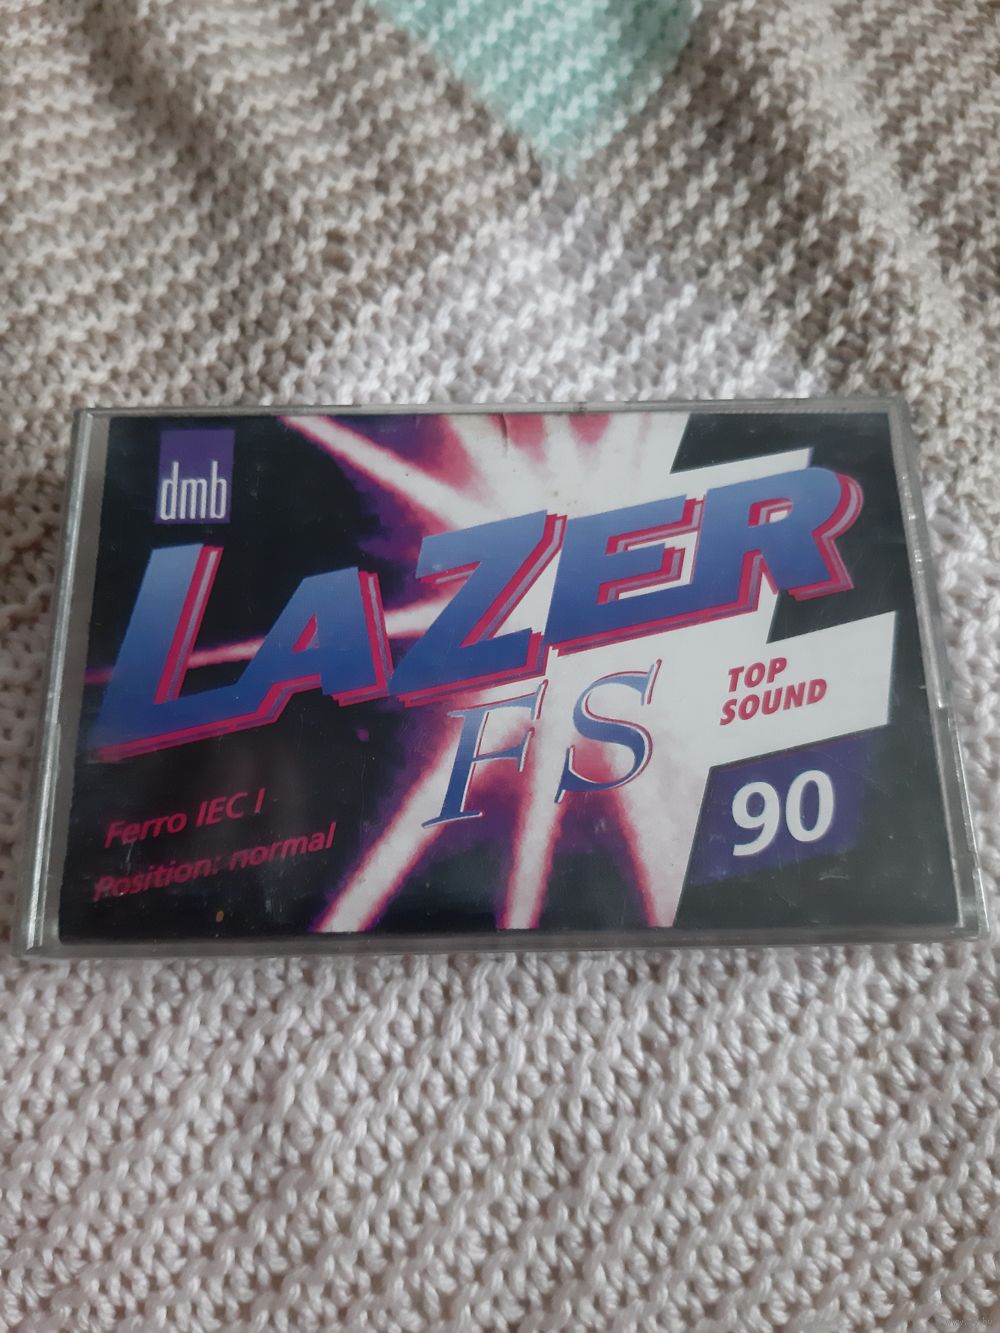 dmb
LAZER
FS
TOP
SOUND
90
Ferro IEC I
Position: normal